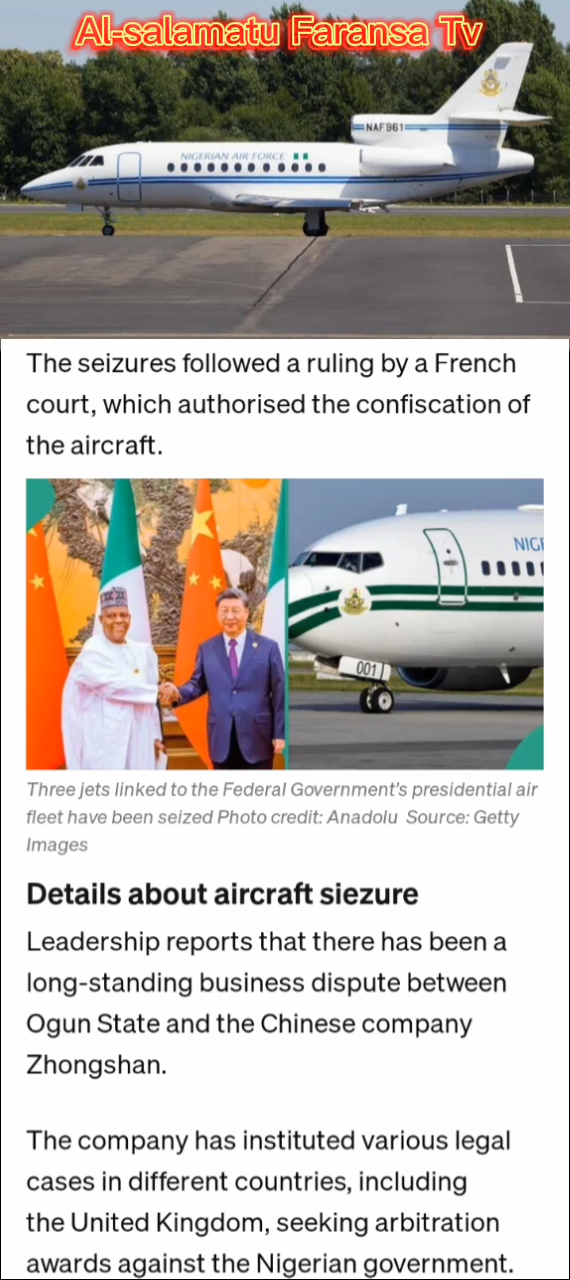 Al-salamatu Faransa Tv
NAF961
NIGERIAN AIR FORCE
The seizures followed a ruling by a French
court, which authorised the confiscation of
the aircraft.
NIGE
001
Three jets linked to the Federal Government's presidential air
fleet have been seized Photo credit: Anadolu Source: Getty
Images
Details about aircraft siezure
Leadership reports that there has been a
long-standing business dispute between
Ogun State and the Chinese company
Zhongshan.
The company has instituted various legal
cases in different countries, including
the United Kingdom, seeking arbitration
awards against the Nigerian government.